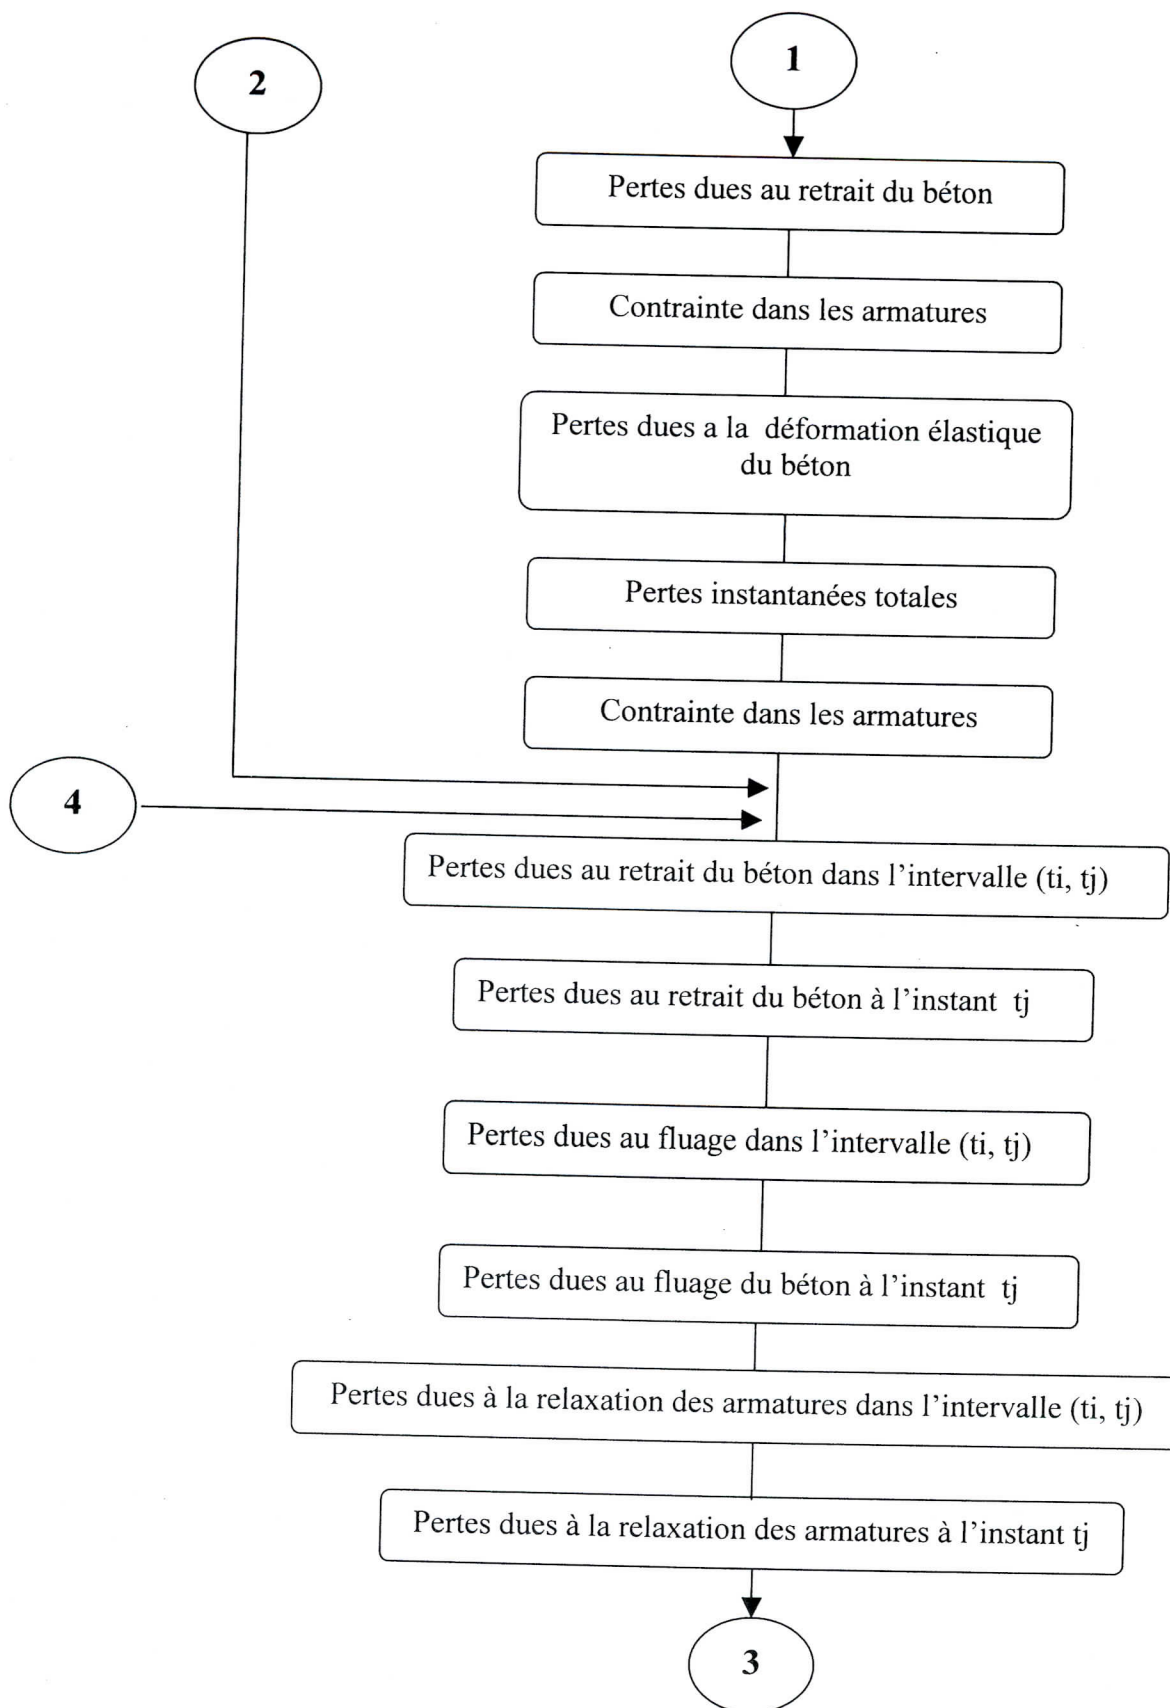 1
2
Pertes dues au retrait du béton
Contrainte dans les armatures
Pertes dues a la déformation élastique
du béton
Pertes instantanées totales
Contrainte dans les armatures
4
Pertes dues au retrait du béton dans l’intervalle (ti, tj)
Pertes dues au retrait du béton à l’instant tj
Pertes dues au fluage dans l’intervalle (ti, tj)
Pertes dues au fluage du béton à l’instant tj
Pertes dues à la relaxation des armatures dans l’intervalle (ti, tj)
Pertes dues à la relaxation des armatures à l’instant tj
3